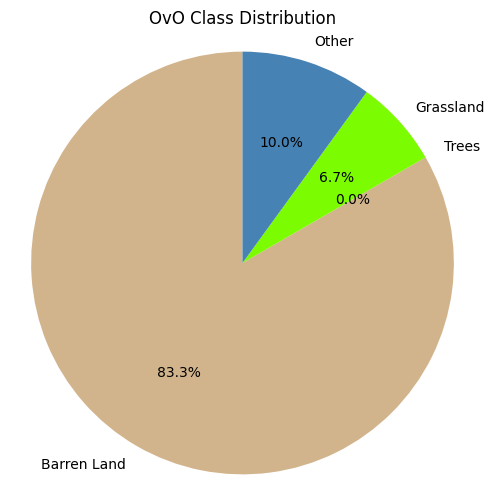 OvO Class Distribution
Other
Grassland
Trees
10.0%
6.7%
0.0%
83.3%
Barren Land